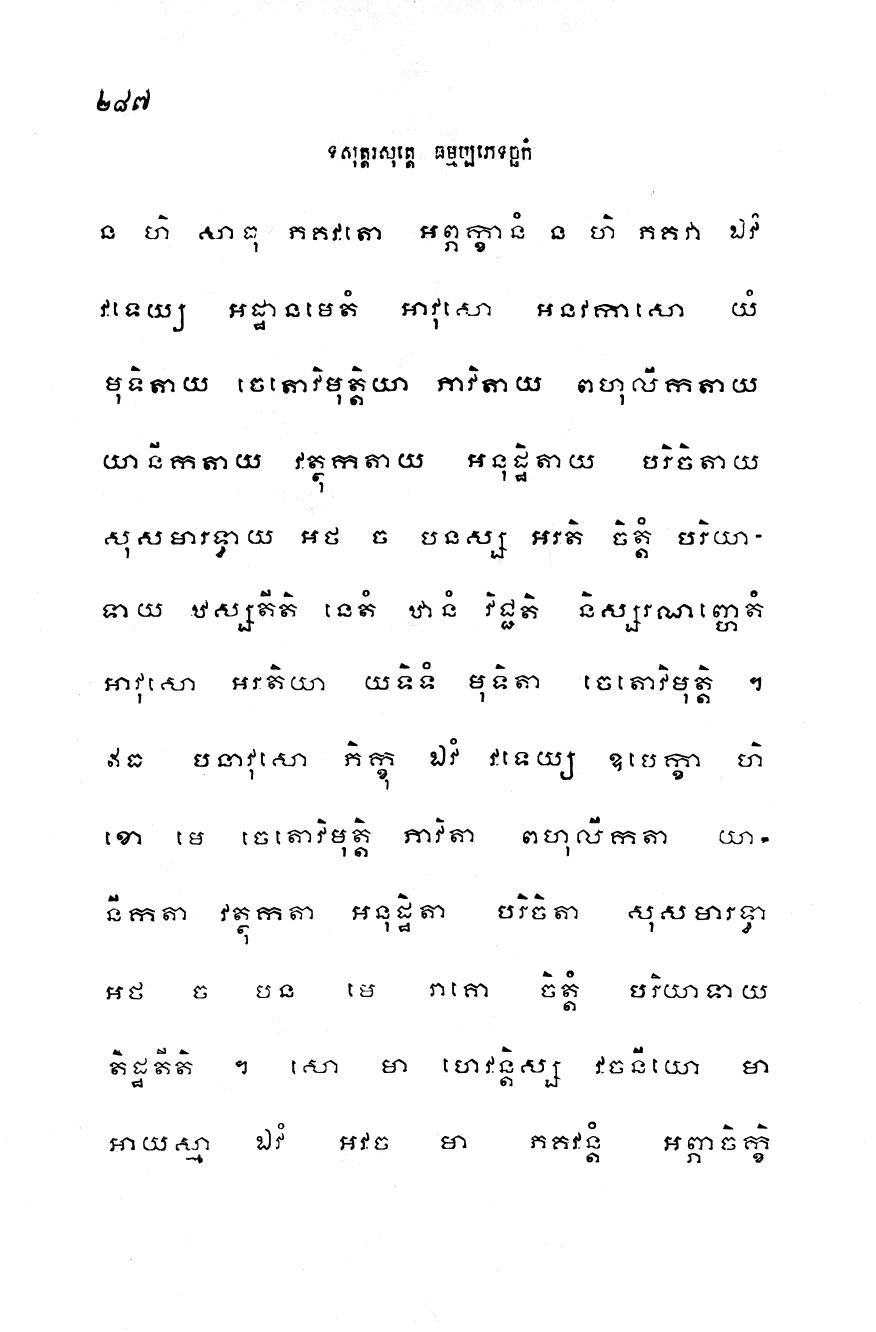 ២៨៧
ទសុត្តរសុត្តេ ធម្មប្បភេទច្ឆក្កំ
ន ហិ សាធុ ភគវតោ អព្ភក្ខានំ ន ហិ ភគវា ឯវំ
វទេយ្យ អដ្ឋានមេតំ អាវុសោ អនវកាសោ យំ
មុទិតាយ ចេតោវិមុត្តិយា ភាវិតាយ ពហុលីកតាយ
យានីកតាយ វត្ថុកតាយ អនុដ្ឋិតាយ បរិចិតាយ
សុសមារទ្ធាយ អថ ច បនស្ស អរតិ ចិត្តំ បរិយា-
ទាយ ឋស្សតីតិ នេតំ ឋានំ វិជ្ជតិ និស្សរណញ្ហេតំ
អាវុសោ អរតិយា យទិទំ មុទិតា ចេតោវិមុត្តិ ។
ឥធ បនាវុសោ ភិក្ខុ ឯវំ វទេយ្យ ឧបេក្ខា ហិ
ខោ មេ ចេតោវិមុត្តិ ភាវិតា ពហុលីកតា យា-
នីកតា វត្ថុកតា អនុដ្ឋិតា បរិចិតា សុសមារទ្ធា
អថ ច បន មេ រាគោ ចិត្តំ បរិយាទាយ
តិដ្ឋតីតិ ។ សោ មា ហេវន្តិស្ស វចនីយោ មា
អាយស្មា ឯវំ អវច មា ភគវន្តំ អព្ភាចិក្ខិ